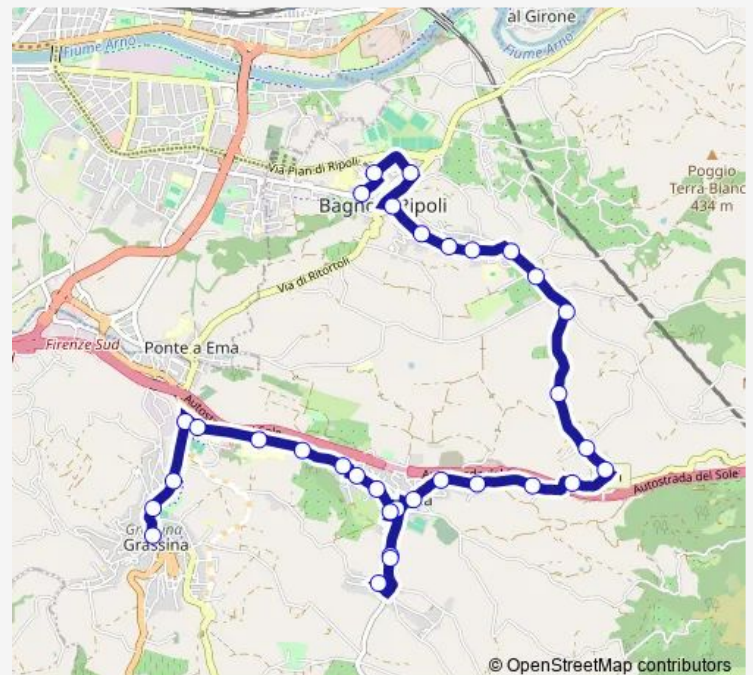 al Girone
Fiume Arno
Fiume Arno
Via Pian di Ripoli
Poggio
Terra Bianc
434 m
Bagno Ripoli
Via di Ritortoli
Firenze Sud
Ponte a Ema
Autostrada del Sole
Grassina
Grassina
© OpenStreetMap contributors